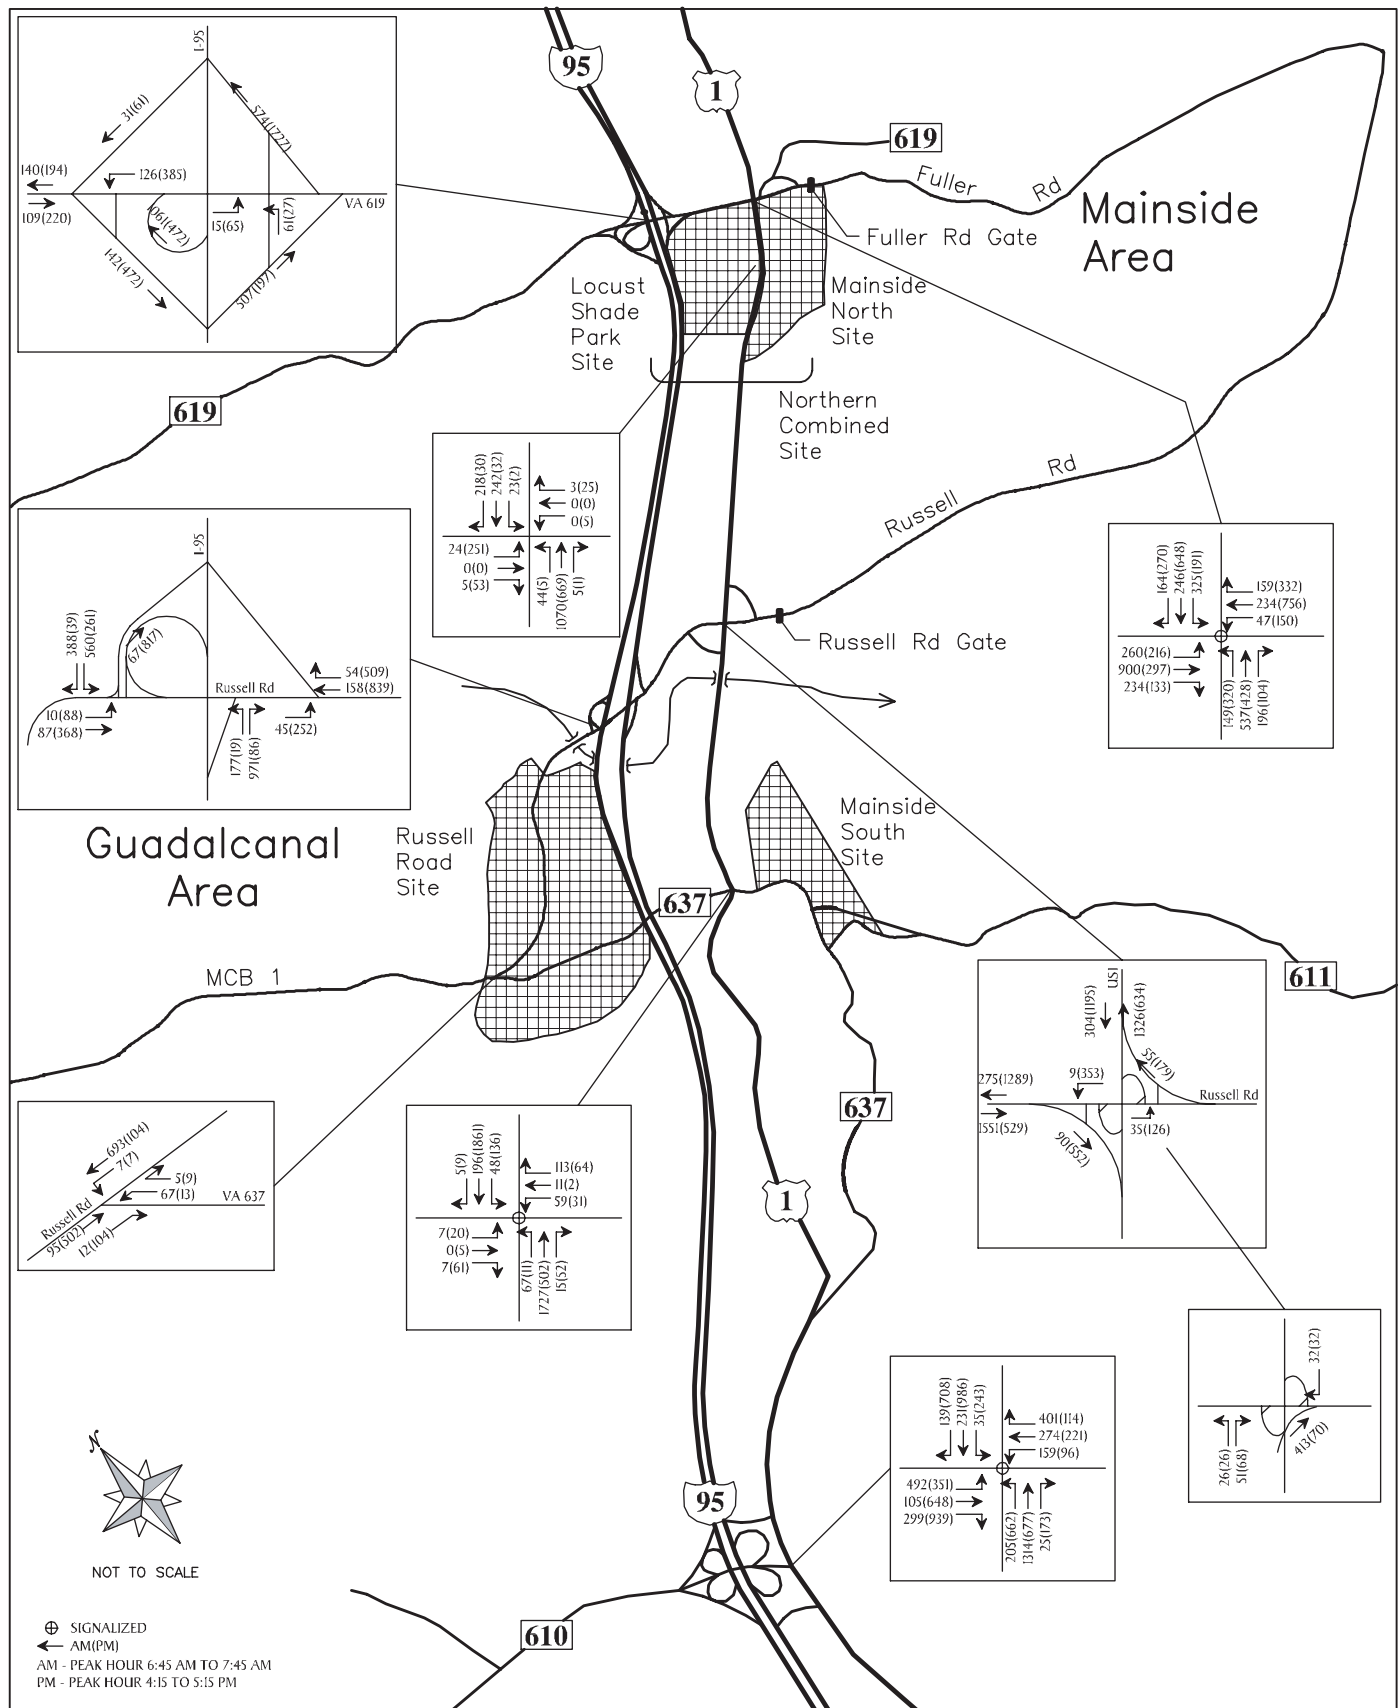 I-95
31(61)
574(1727)
140(194)
126(385)
109(220)
1061(472)
15(65)
61(27)
VA 619
142(472)
507(197)
95
1
619
Fuller Rd
Mainside
Area
Fuller Rd Gate
Locust
Shade
Park
Site
Mainside
North
Site
Northern
Combined
Site
619
218(30)
242(32)
23(2)
3(25)
0(0)
0(5)
24(251)
0(0)
5(53)
44(5)
1070(669)
5(1)
Russell Rd
164(270)
246(648)
325(191)
159(332)
234(756)
47(150)
260(216)
900(297)
234(133)
149(320)
537(428)
196(104)
I-95
388(39)
560(261)
67(817)
Russell Rd
54(509)
158(839)
10(88)
87(368)
177(19)
971(86)
45(252)
Russell Rd Gate
Guadalcanal
Area
Russell
Road
Site
Mainside
South
Site
637
MCB 1
611
US1
304(1195)
1326(634)
55(179)
275(1289)
9(353)
Russell Rd
1551(529)
35(126)
90(552)
693(104)
7(7)
5(9)
67(13)
VA 637
Russell Rd
95(502)
12(104)
5(9)
196(1861)
48(136)
113(64)
11(2)
59(31)
7(20)
0(5)
7(61)
67(11)
1727(502)
15(52)
637
1
32(32)
26(26)
51(68)
413(70)
139(708)
231(986)
35(243)
401(114)
274(221)
159(96)
492(351)
105(648)
299(939)
205(662)
1314(677)
25(173)
95
N
NOT TO SCALE
610
SIGNALIZED
AM(PM)
AM - PEAK HOUR 6:45 AM TO 7:45 AM
PM - PEAK HOUR 4:15 TO 5:15 PM